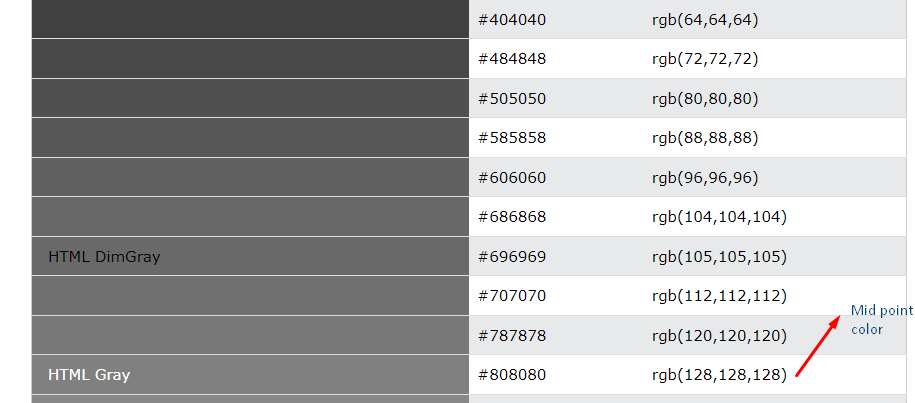 #404040 rgb(64,64,64)
#484848 rgb(72,72,72)
#505050 rgb(80,80,80)
#585858 rgb(88,88,88)
#606060 rgb(96,96,96)
#686868 rgb(104,104,104)
HTML DimGray #696969 rgb(105,105,105)
#707070 rgb(112,112,112)
Mid point
color
#787878 rgb(120,120,120)
HTML Gray #808080 rgb(128,128,128)